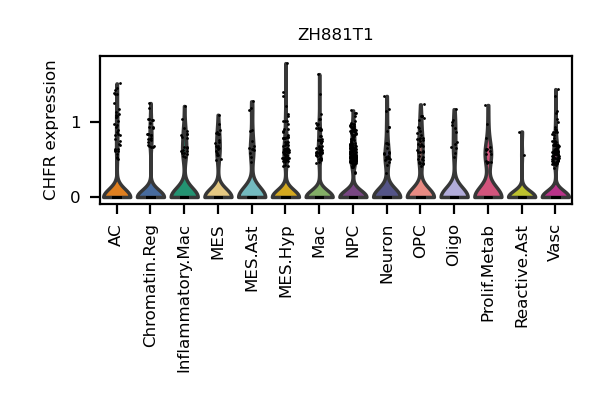 ZH881T1
CHFR expression
1
0
AC
Chromatin.Reg
Inflammatory.Mac
MES
MES.Ast
MES.Hyp
Mac
NPC
Neuron
OPC
Oligo
Prolif.Metab
Reactive.Ast
Vasc